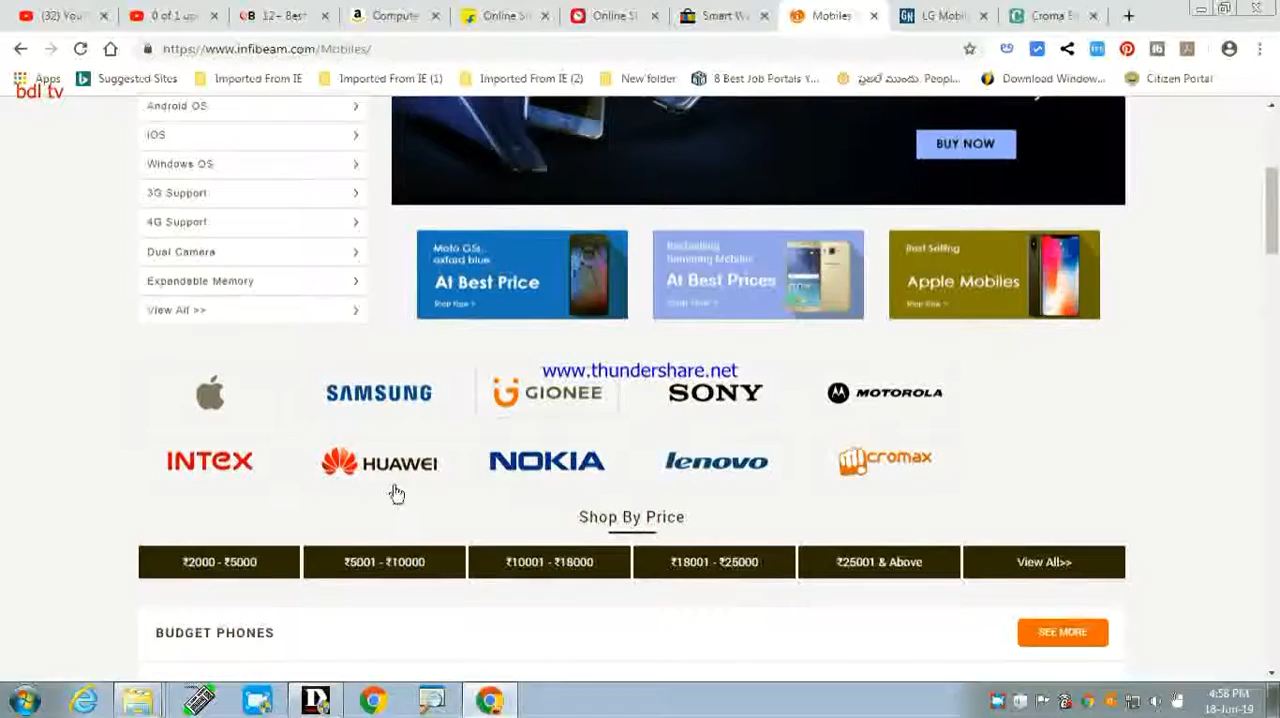 (32) You
0 of 1 up
12 – Best
Compute
Online S
Online S
Smart W
Mobiles
LG Mobil
Croma E
https://www.infibeam.com/Mobiles/
Apps
Suggested Sites
Imported From IE
Imported From IE (1)
Imported From IE (2)
New folder
8 Best Job Portals Y...
ప్రజలే ముందు. Peopl...
Download Window...
Citizen Portal
bdl tv
Android OS
iOS
Windows OS
3G Support
4G Support
Dual Camera
Expendable Memory
View All >>
BUY NOW
Moto G5s
oxford blue
At Best Price
Shop Now >
Bestselling
Samsung Mobiles
At Best Prices
Shop Now >
Best Selling
Apple Mobiles
Shop Now >
www.thundershare.net
SAMSUNG
GIONEE
SONY
MOTOROLA
INTEX
HUAWEI
NOKIA
lenovo
micromax
Shop By Price
₹2000 - ₹5000
₹5001 - ₹10000
₹10001 - ₹18000
₹18001 - ₹25000
₹25001 & Above
View All>>
BUDGET PHONES
SEE MORE
4:58 PM
18-Jun-19